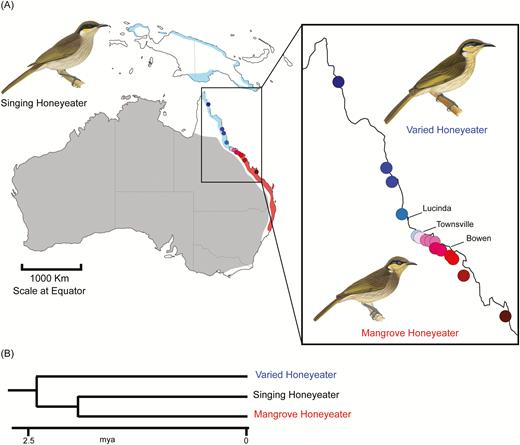 (A)
Singing Honeyeater
Varied Honeyeater
Lucinda
Townsville
Bowen
1000 Km
Scale at Equator
Mangrove Honeyeater
(B)
Varied Honeyeater
Singing Honeyeater
Mangrove Honeyeater
2.5 mya 0